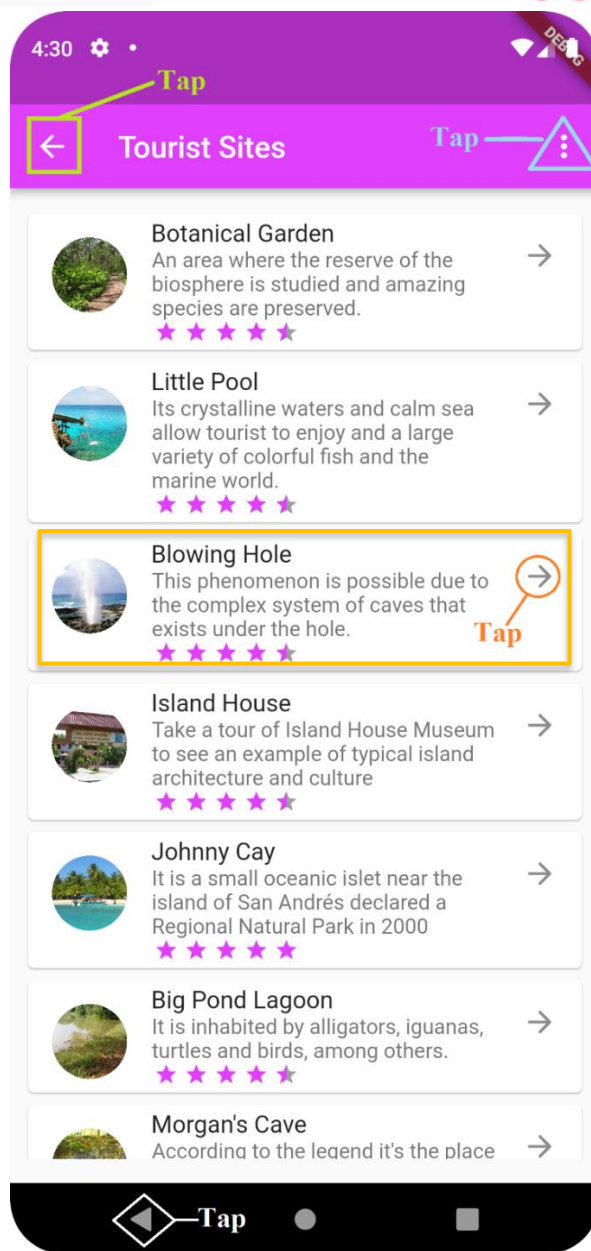 4:30
DEBUG
Tap
Tourist Sites
Tap
Botanical Garden
An area where the reserve of the
biosphere is studied and amazing
species are preserved.
Little Pool
Its crystalline waters and calm sea
allow tourist to enjoy and a large
variety of colorful fish and the
marine world.
Blowing Hole
This phenomenon is possible due to
the complex system of caves that
exists under the hole.
Tap
Island House
Take a tour of Island House Museum
to see an example of typical island
architecture and culture
Johnny Cay
It is a small oceanic islet near the
island of San Andrés declared a
Regional Natural Park in 2000
Big Pond Lagoon
It is inhabited by alligators, iguanas,
turtles and birds, among others.
Morgan's Cave
According to the legend it's the place
Tap